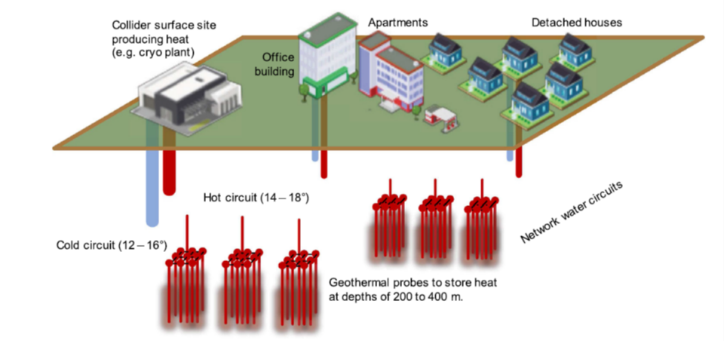 Collider surface site
producing heat
(e.g. cryo plant)
Office
building
Apartments
Detached houses
Hot circuit (14 – 18°)
Cold circuit (12 – 16°)
Network water circuits
Geothermal probes to store heat
at depths of 200 to 400 m.